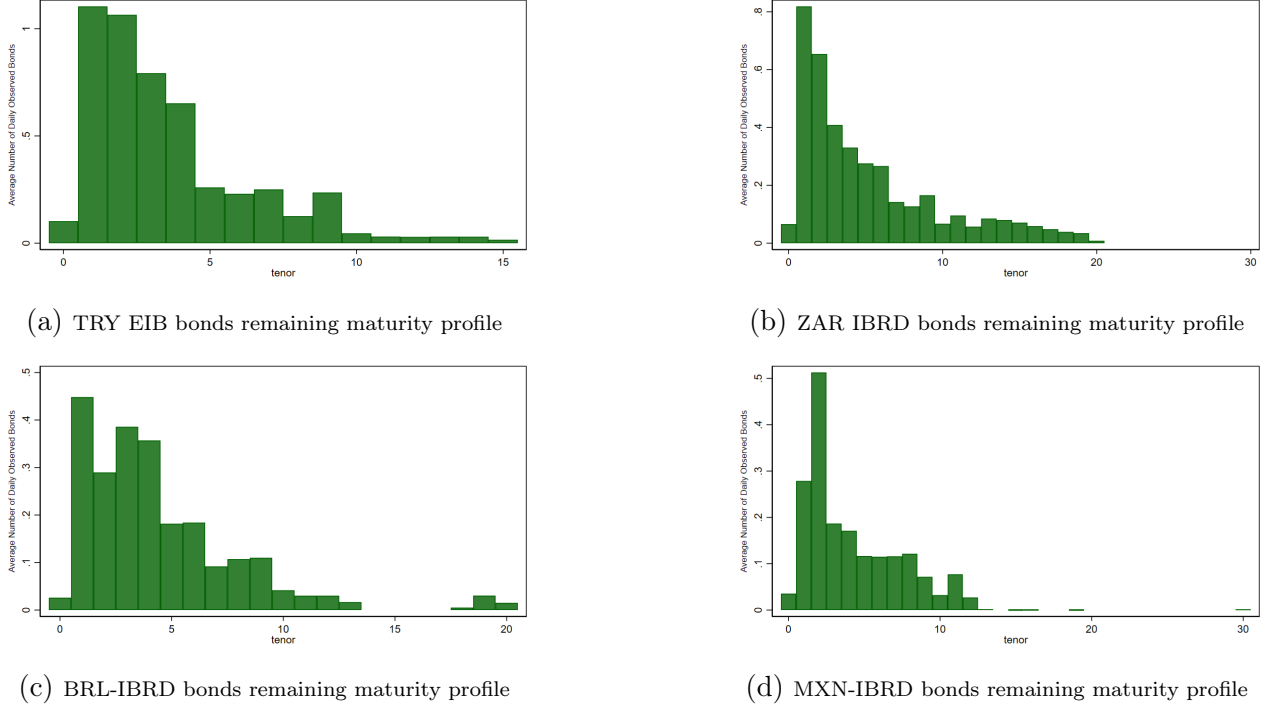 Average Number of Daily Observed Bonds
1
.5
0
0 5 10 15
tenor
(a) TRY EIB bonds remaining maturity profile
Average Number of Daily Observed Bonds
.8
.6
.4
.2
0
0 10 20 30
tenor
(b) ZAR IBRD bonds remaining maturity profile
Average Number of Daily Observed Bonds
.5
.4
.3
.2
.1
0
0 5 10 15 20
tenor
(c) BRL-IBRD bonds remaining maturity profile
Average Number of Daily Observed Bonds
.5
.4
.3
.2
.1
0
0 10 20 30
tenor
(d) MXN-IBRD bonds remaining maturity profile